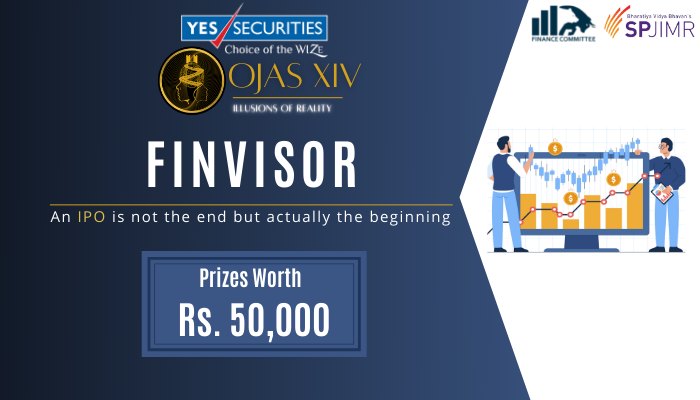 YES SECURITIES
Choice of the WIZE
OJAS XIV
ILLUSIONS OF REALITY
FINANCE COMMITTEE
Bharatiya Vidya Bhavan's
SPJIMR
FINVISOR
An IPO is not the end but actually the beginning
Prizes Worth
Rs. 50,000